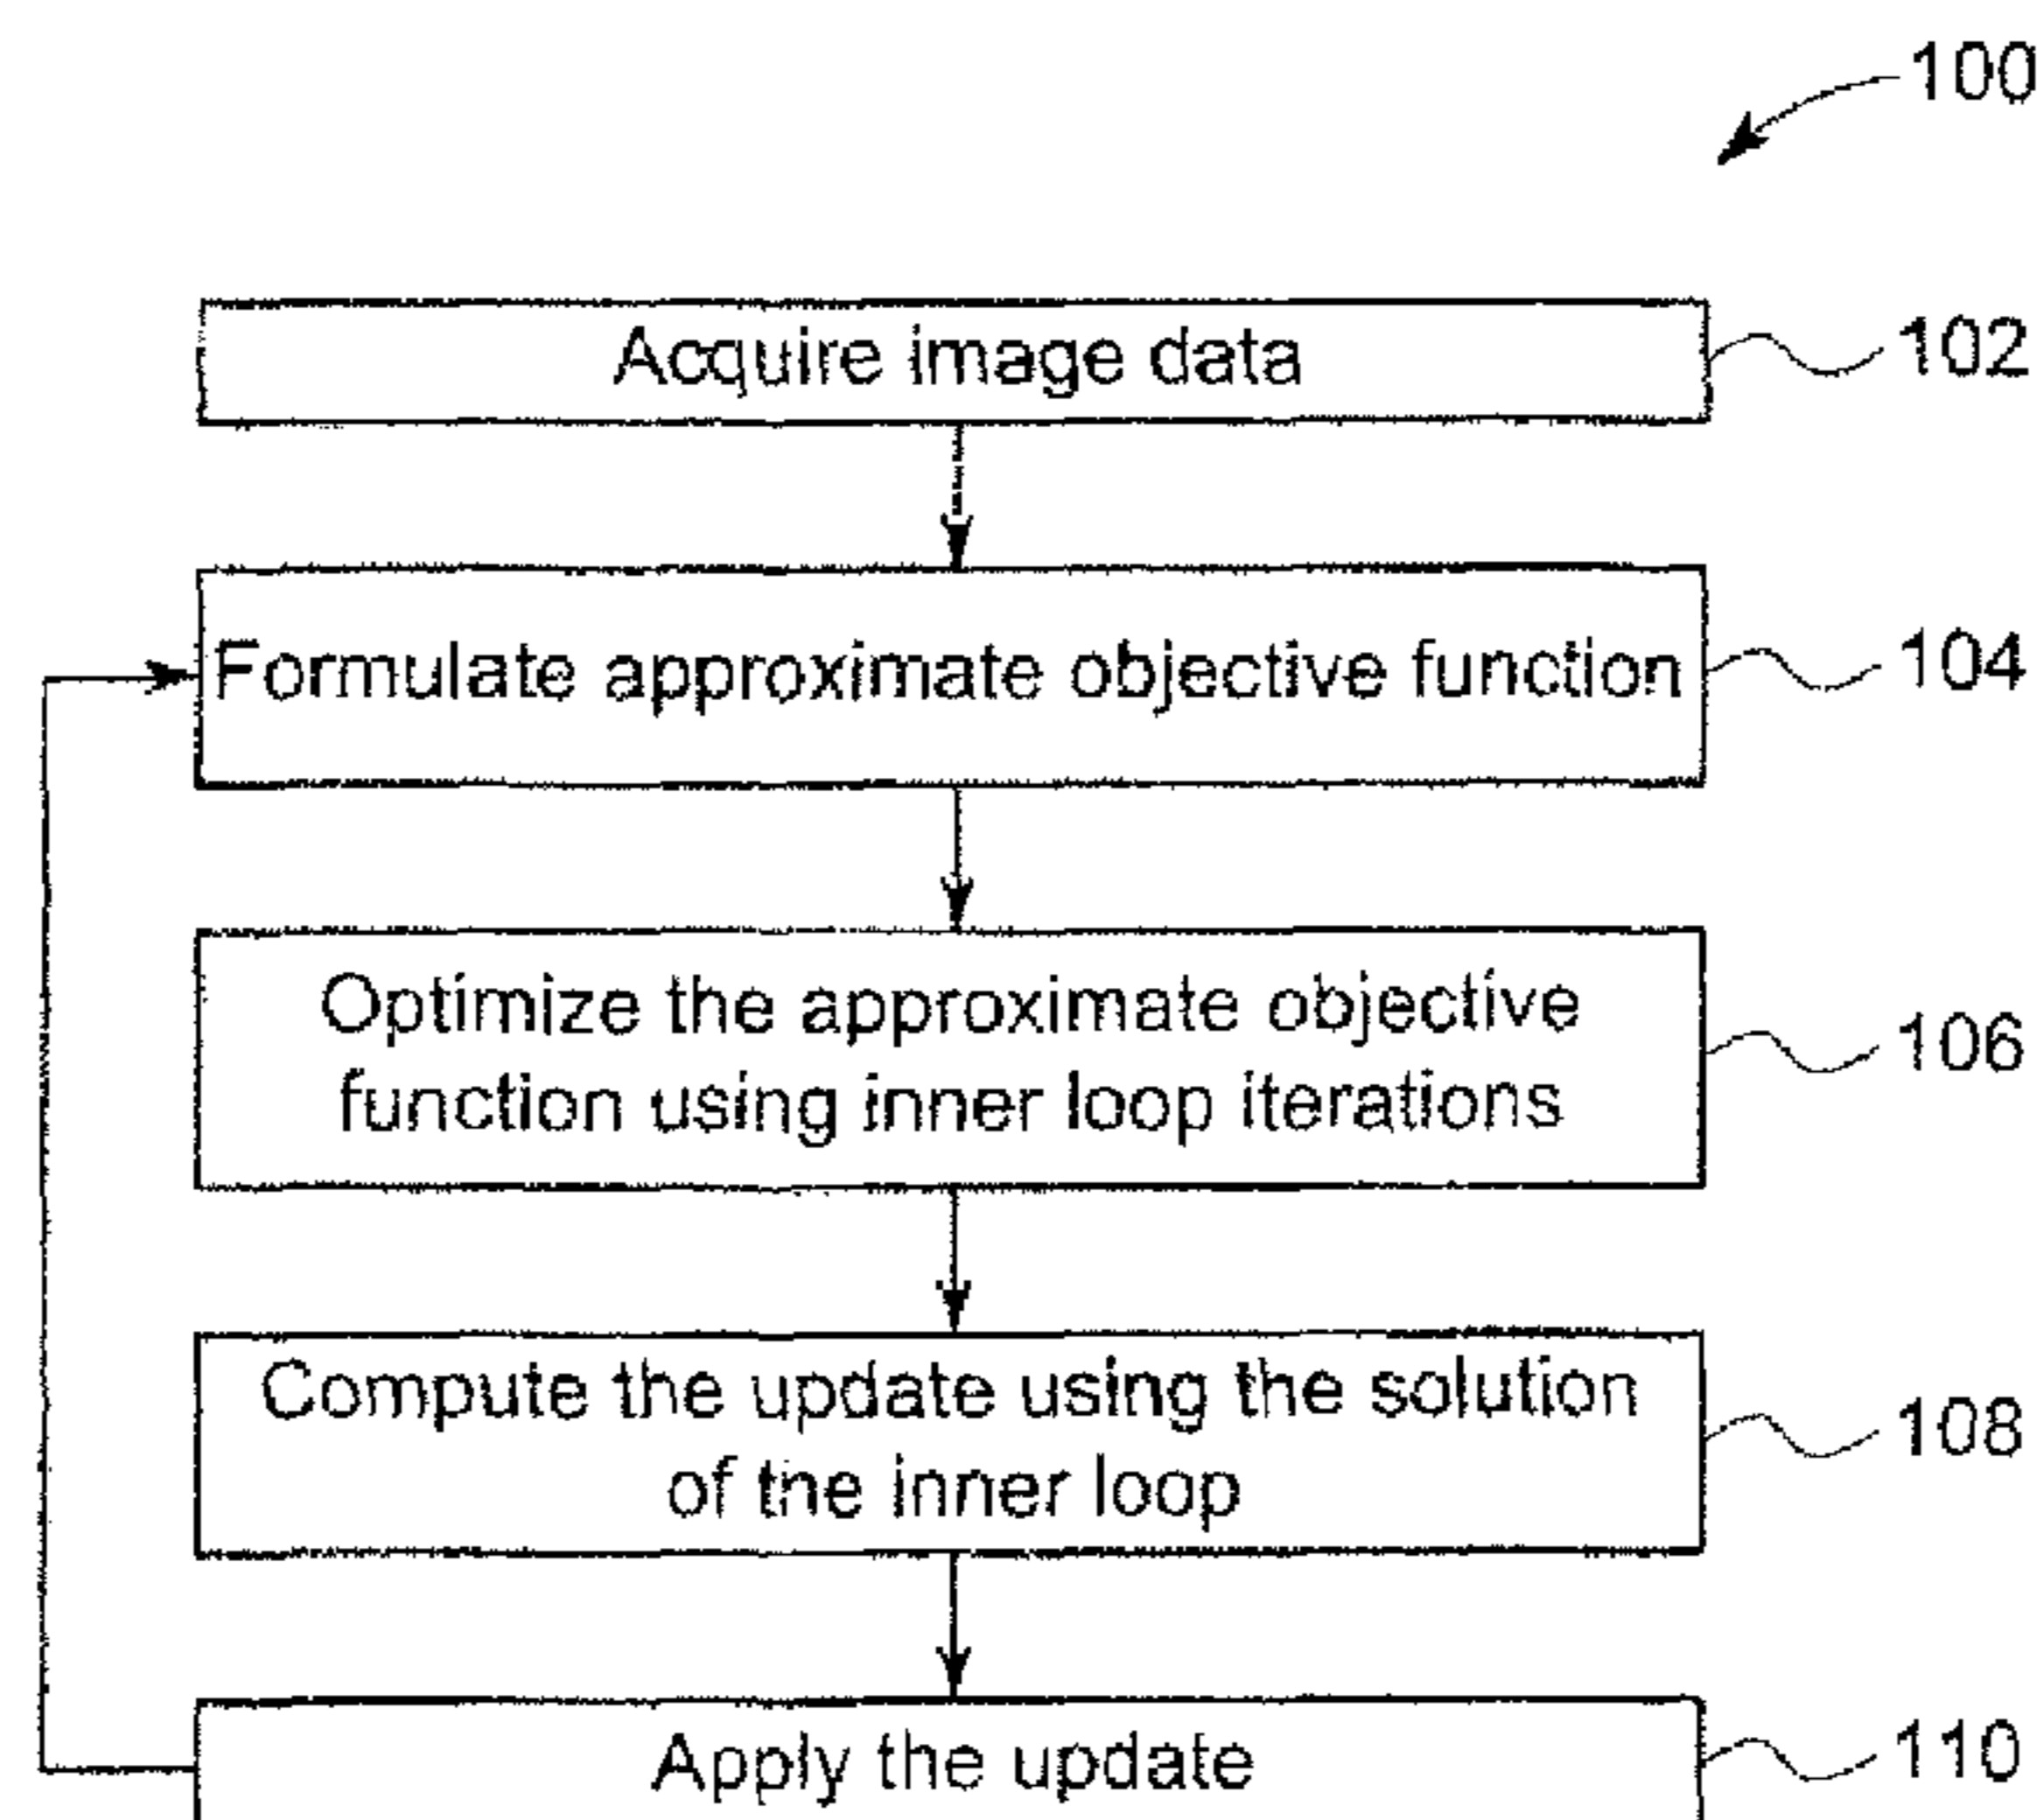 100
Acquire image data
102
Formulate approximate objective function
104
Optimize the approximate objective
function using inner loop iterations
106
Compute the update using the solution
of the inner loop
108
Apply the update
110